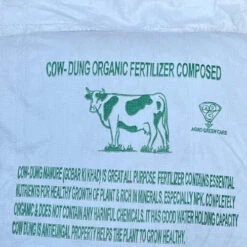 COW-DUNG ORGANIC FERTILIZER COMPOSED
AGRO GREEN CARE
COW-DUNG MANORE (GOBAR KI KHAD) IS GREAT ALL PURPOSE. FERTILIZER CONTAINS ESSENTIAL
NUTRIENTS FOR HEALTHY GROWTH OF PLANT & RICH IN MINERALS. ESPECIALLY NPK, COMPLETELY
ORGANIC & DOES NOT CONTAIN ANY HARMFUL CHEMICALS. IT HAS GOOD WATER HOLDING CAPACITY
COW DUNG IS ANTIFUNGAL PROPERTY HELPS THE PLANT TO GROW HEALTHY.